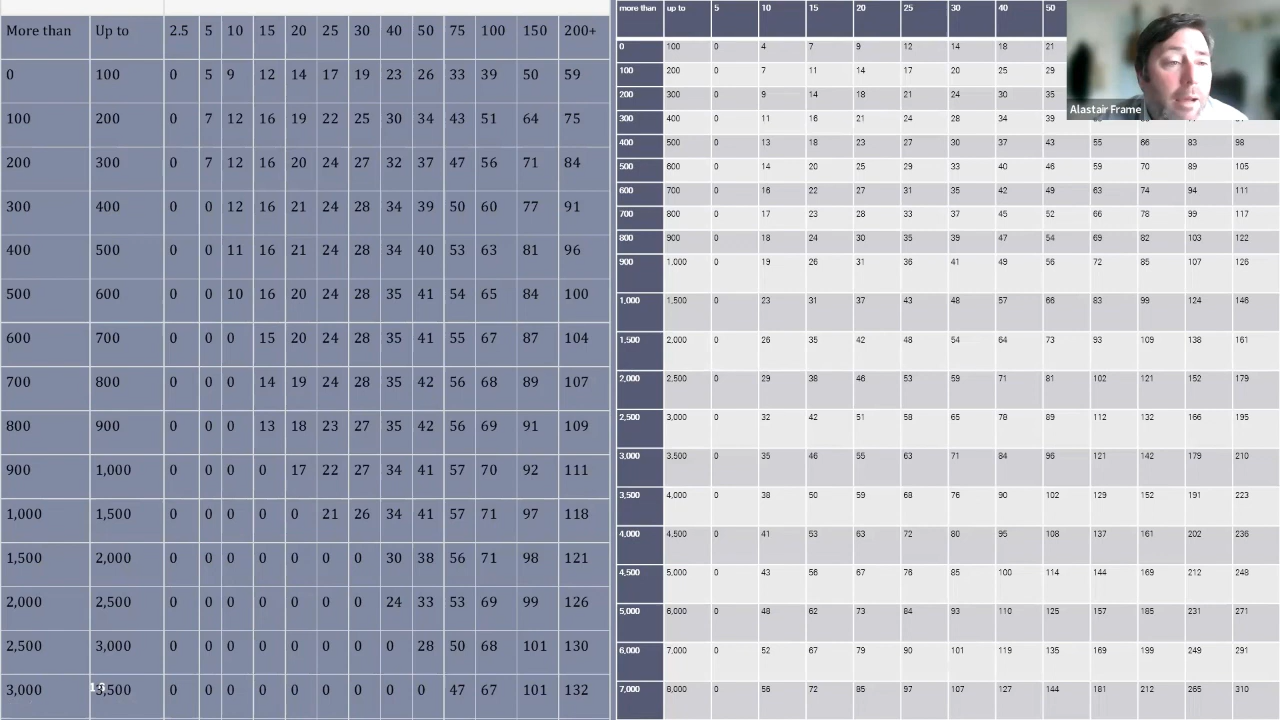 More than Up to 2.5 5 10 15 20 25 30 40 50 75 100 150 200+
0 100 0 5 9 12 14 17 19 23 26 33 39 50 59
100 200 0 7 12 16 19 22 25 30 34 43 51 64 75
200 300 0 7 12 16 20 24 27 32 37 47 56 71 84
300 400 0 0 12 16 21 24 28 34 39 50 60 77 91
400 500 0 0 11 16 21 24 28 34 40 53 63 81 96
500 600 0 0 10 16 20 24 28 35 41 54 65 84 100
600 700 0 0 0 15 20 24 28 35 41 55 67 87 104
700 800 0 0 0 14 19 24 28 35 42 56 68 89 107
800 900 0 0 0 13 18 23 27 35 42 56 69 91 109
900 1,000 0 0 0 0 17 22 27 34 41 57 70 92 111
1,000 1,500 0 0 0 0 0 21 26 34 41 57 71 97 118
1,500 2,000 0 0 0 0 0 0 0 30 38 56 71 98 121
2,000 2,500 0 0 0 0 0 0 0 24 33 53 69 99 126
2,500 3,000 0 0 0 0 0 0 0 0 28 50 68 101 130
3,000 3,500 0 0 0 0 0 0 0 0 0 47 67 101 132
more than up to 5 10 15 20 25 30 40 50
0 100 0 4 7 9 12 14 18 21
100 200 0 7 11 14 17 20 25 29
200 300 0 9 14 18 21 24 30 35
300 400 0 11 16 21 24 28 34 39
400 500 0 13 18 23 27 30 37 43 55 66 83 98
500 600 0 14 20 25 29 33 40 46 59 70 89 105
600 700 0 16 22 27 31 35 42 49 63 74 94 111
700 800 0 17 23 28 33 37 45 52 66 78 99 117
800 900 0 18 24 30 35 39 47 54 69 82 103 122
900 1,000 0 19 26 31 36 41 49 56 72 85 107 126
1,000 1,500 0 23 31 37 43 48 57 66 83 99 124 146
1,500 2,000 0 26 35 42 48 54 64 73 93 109 138 161
2,000 2,500 0 29 38 46 53 59 71 81 102 121 152 179
2,500 3,000 0 32 42 51 58 65 78 89 112 132 166 195
3,000 3,500 0 35 46 55 63 71 84 96 121 142 179 210
3,500 4,000 0 38 50 59 68 76 90 102 129 152 191 223
4,000 4,500 0 41 53 63 72 80 95 108 137 161 202 236
4,500 5,000 0 43 56 67 76 85 100 114 144 169 212 248
5,000 6,000 0 48 62 73 84 93 110 125 157 185 231 271
6,000 7,000 0 52 67 79 90 101 119 135 169 199 249 291
7,000 8,000 0 56 72 85 97 107 127 144 181 212 265 310
Alastair Frame